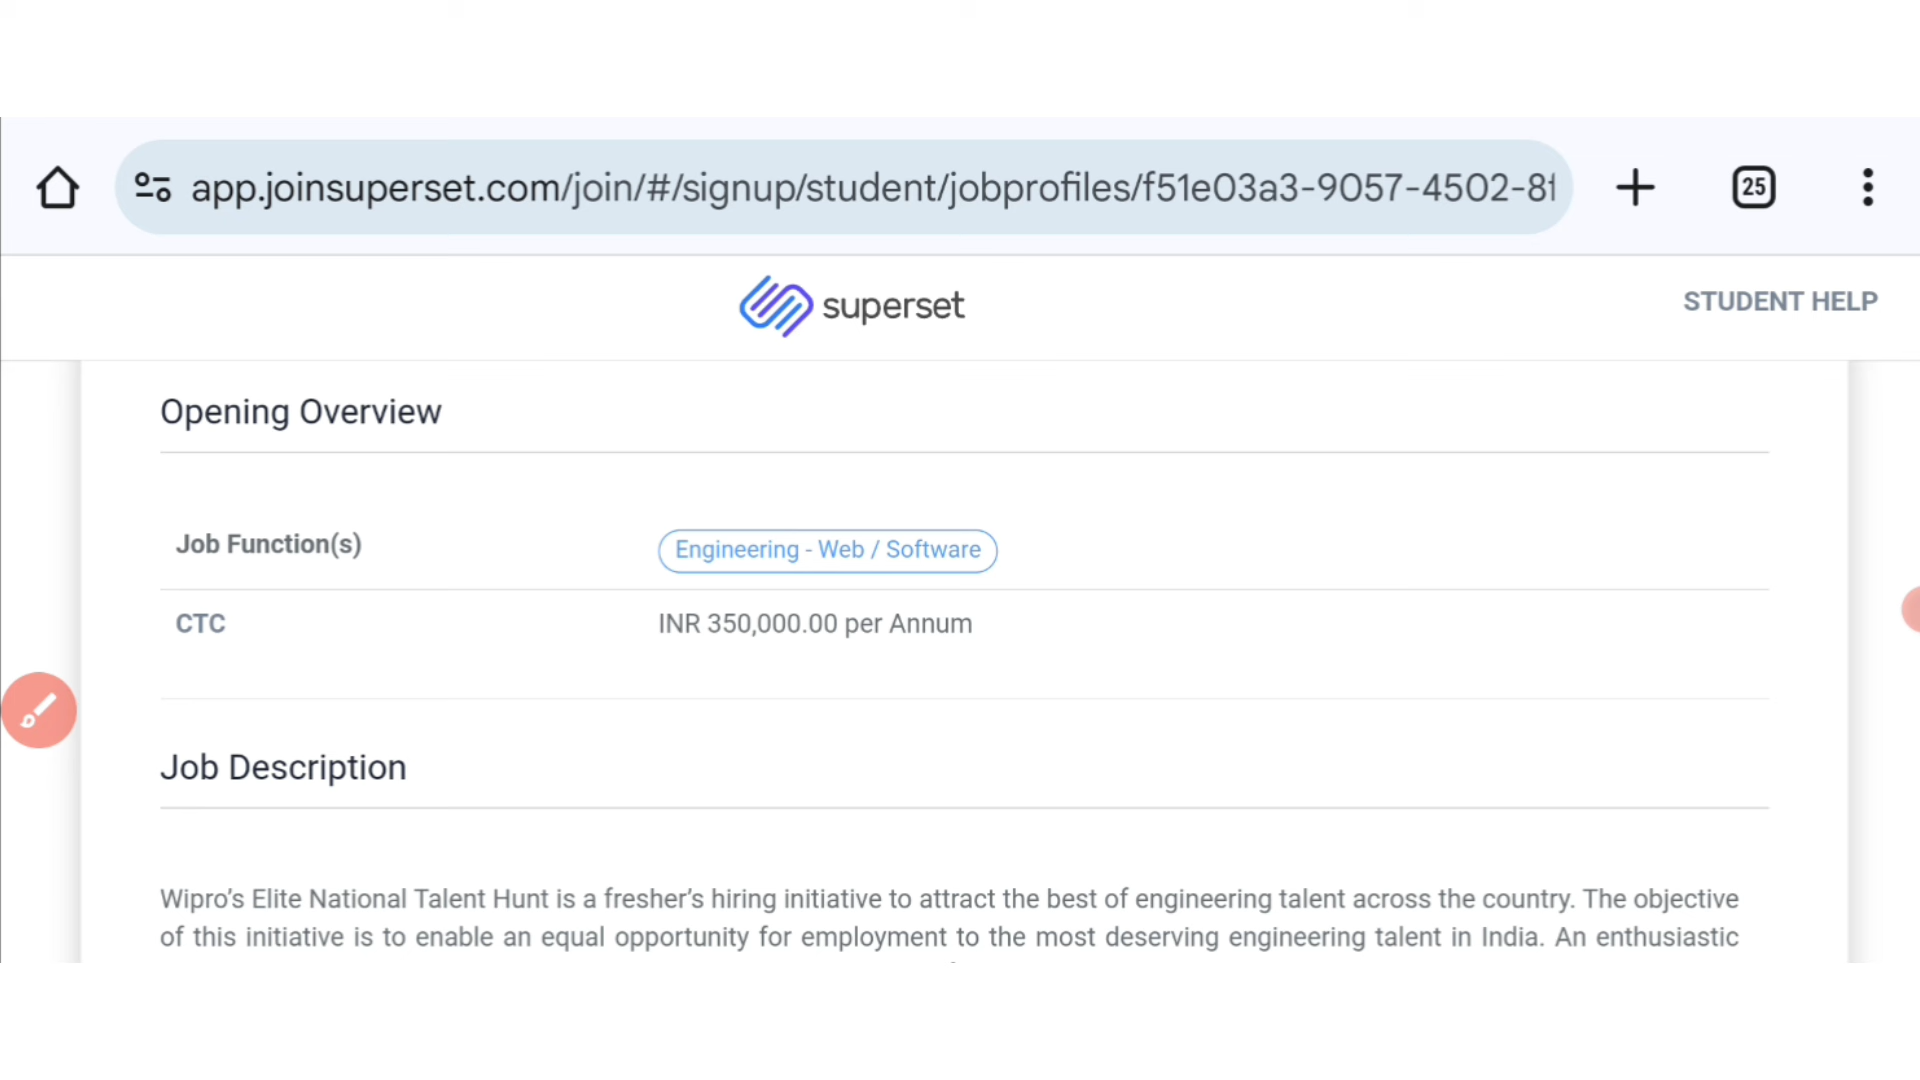 app.joinsuperset.com/join/#/signup/student/jobprofiles/f51e03a3-9057-4502-8f
25
superset
STUDENT HELP
Opening Overview
Job Function(s)
Engineering - Web / Software
CTC
INR 350,000.00 per Annum
Job Description
Wipro’s Elite National Talent Hunt is a fresher’s hiring initiative to attract the best of engineering talent across the country. The objective
of this initiative is to enable an equal opportunity for employment to the most deserving engineering talent in India. An enthusiastic